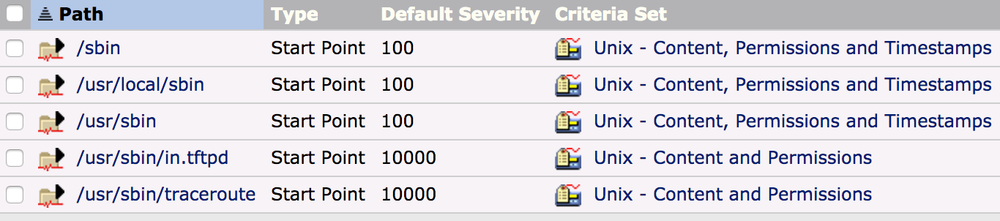 Path Type Default Severity Criteria Set
/sbin Start Point 100 Unix - Content, Permissions and Timestamps
/usr/local/sbin Start Point 100 Unix - Content, Permissions and Timestamps
/usr/sbin Start Point 100 Unix - Content, Permissions and Timestamps
/usr/sbin/in.tftpd Start Point 10000 Unix - Content and Permissions
/usr/sbin/traceroute Start Point 10000 Unix - Content and Permissions